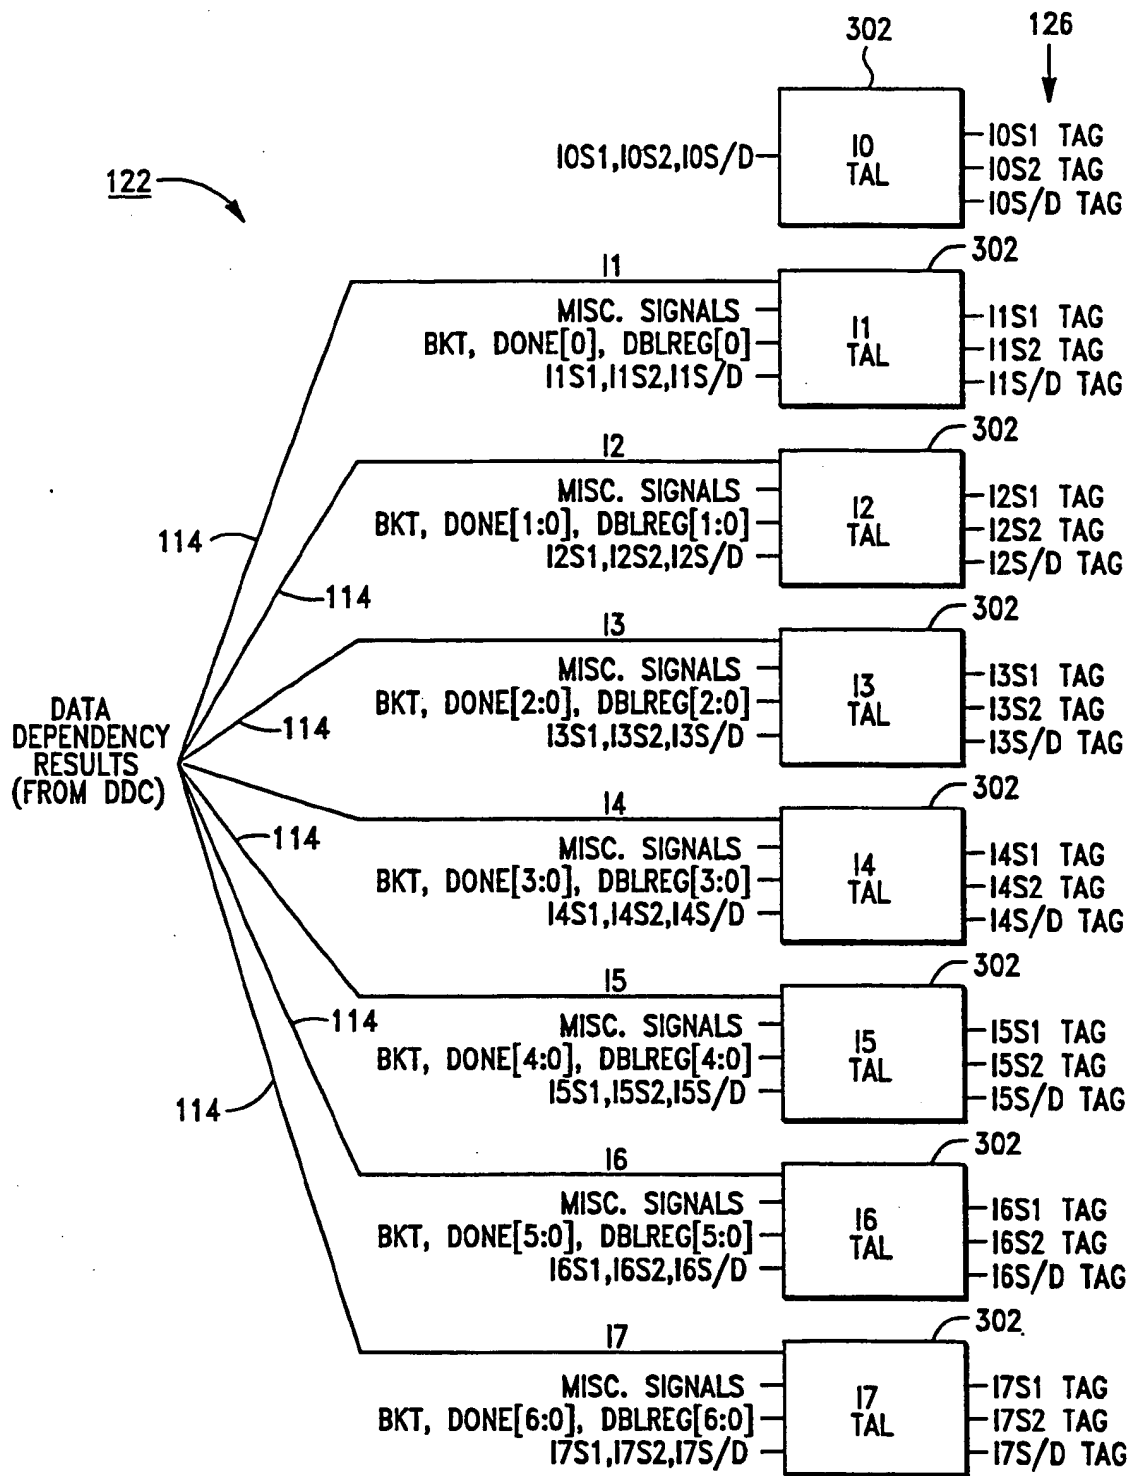 302
126
122
I0S1,I0S2,I0S/D
I0
TAL
I0S1 TAG
I0S2 TAG
I0S/D TAG
302
I1
MISC. SIGNALS
BKT, DONE[0], DBLREG[0]
I1S1,I1S2,I1S/D
I1
TAL
I1S1 TAG
I1S2 TAG
I1S/D TAG
302
I2
MISC. SIGNALS
BKT, DONE[1:0], DBLREG[1:0]
I2S1,I2S2,I2S/D
I2
TAL
I2S1 TAG
I2S2 TAG
I2S/D TAG
114
114
302
I3
MISC. SIGNALS
BKT, DONE[2:0], DBLREG[2:0]
I3S1,I3S2,I3S/D
I3
TAL
I3S1 TAG
I3S2 TAG
I3S/D TAG
114
DATA
DEPENDENCY
RESULTS
(FROM DDC)
302
I4
MISC. SIGNALS
BKT, DONE[3:0], DBLREG[3:0]
I4S1,I4S2,I4S/D
I4
TAL
I4S1 TAG
I4S2 TAG
I4S/D TAG
114
302
I5
MISC. SIGNALS
BKT, DONE[4:0], DBLREG[4:0]
I5S1,I5S2,I5S/D
I5
TAL
I5S1 TAG
I5S2 TAG
I5S/D TAG
114
114
302
I6
MISC. SIGNALS
BKT, DONE[5:0], DBLREG[5:0]
I6S1,I6S2,I6S/D
I6
TAL
I6S1 TAG
I6S2 TAG
I6S/D TAG
302
I7
MISC. SIGNALS
BKT, DONE[6:0], DBLREG[6:0]
I7S1,I7S2,I7S/D
I7
TAL
I7S1 TAG
I7S2 TAG
I7S/D TAG